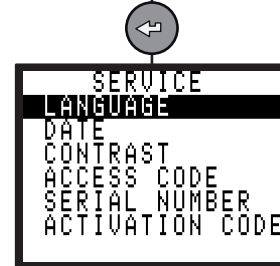 SERVICE
LANGUAGE
DATE
CONTRAST
ACCESS CODE
SERIAL NUMBER
ACTIVATION CODE